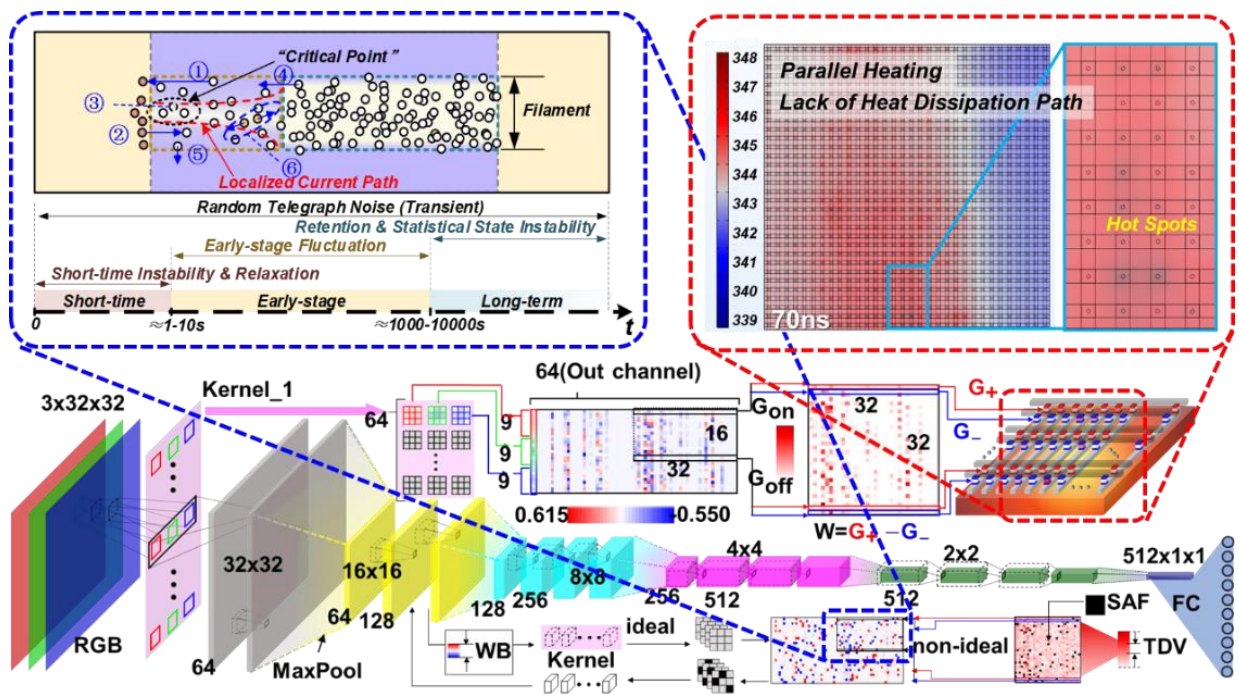 "Critical Point"
①
④
③
②
⑤
⑥
Filament
Localized Current Path
Random Telegraph Noise (Transient)
Retention & Statistical State Instability
Early-stage Fluctuation
Short-time Instability & Relaxation
Short-time
Early-stage
Long-term
0
≈1-10s
≈1000-10000s
t
348
347
346
345
344
343
342
341
340
339
Parallel Heating
Lack of Heat Dissipation Path
70ns
Hot Spots
3x32x32
RGB
Kernel_1
64
32x32
64
MaxPool
64(Out channel)
9
9
9
16
32
0.615
-0.550
Gon
Goff
32
32
W=G+ −G-
G+
G-
16x16
64
128
128
8x8
256
256
4x4
512
2x2
512
512x1x1
FC
WB
ideal
Kernel
non-ideal
SAF
TDV